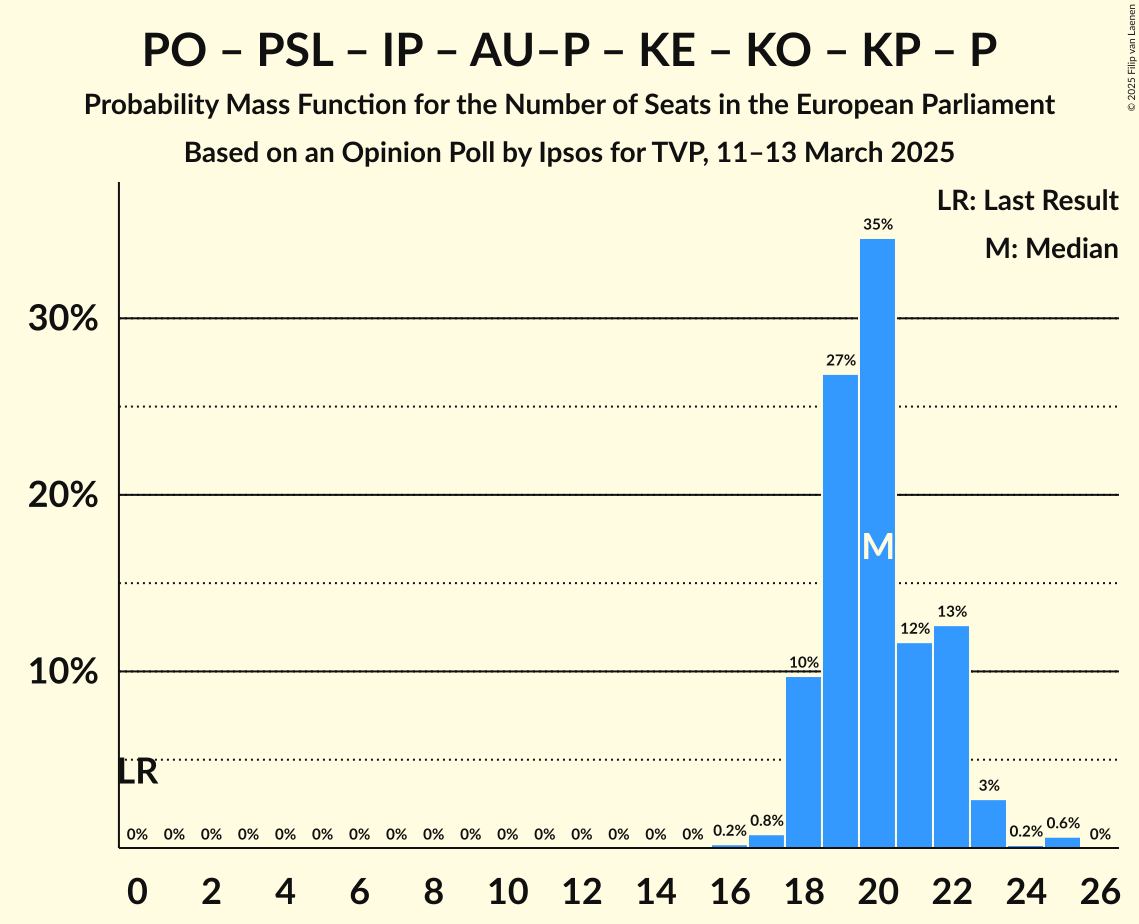 PO – PSL – IP – AU–P – KE – KO – KP – P
Probability Mass Function for the Number of Seats in the European Parliament
Based on an Opinion Poll by Ipsos for TVP, 11–13 March 2025
© 2025 Filip van Laenen
LR: Last Result
M: Median
30%
20%
10%
35%
27%
M
13%
12%
10%
LR
3%
0% 0% 0% 0% 0% 0% 0% 0% 0% 0% 0% 0% 0% 0% 0% 0% 0.2% 0.8% 0.2% 0.6% 0%
0 2 4 6 8 10 12 14 16 18 20 22 24 26